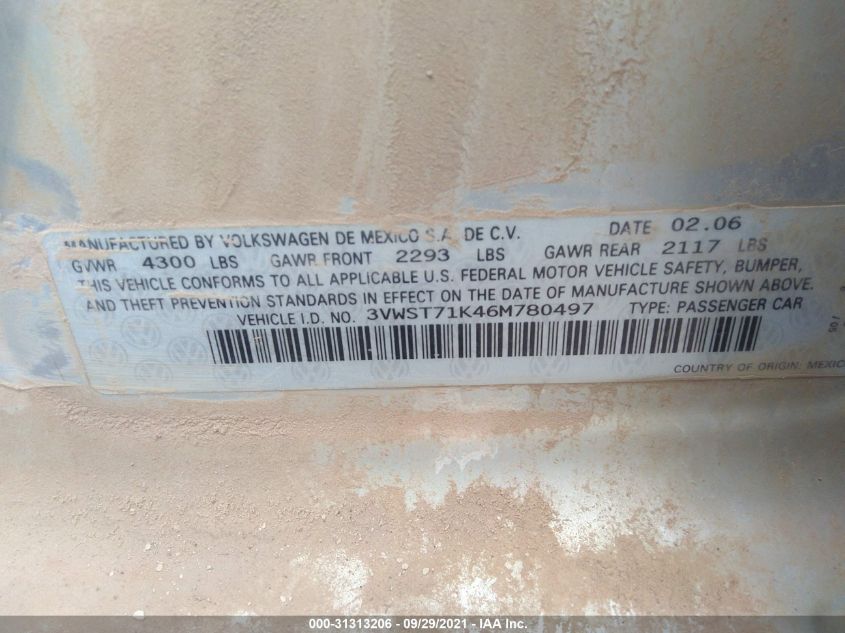 MANUFACTURED BY VOLKSWAGEN DE MEXICO S.A. DE C.V. DATE 02.06
GVWR 4300 LBS GAWR FRONT 2293 LBS GAWR REAR 2117 LBS
THIS VEHICLE CONFORMS TO ALL APPLICABLE U.S. FEDERAL MOTOR VEHICLE SAFETY, BUMPER,
AND THEFT PREVENTION STANDARDS IN EFFECT ON THE DATE OF MANUFACTURE SHOWN ABOVE.
VEHICLE I.D. NO. 3VWST71K46M780497 TYPE: PASSENGER CAR
/ 05
COUNTRY OF ORIGIN: MEXICO
000-31313206 - 09/29/2021 - IAA Inc.